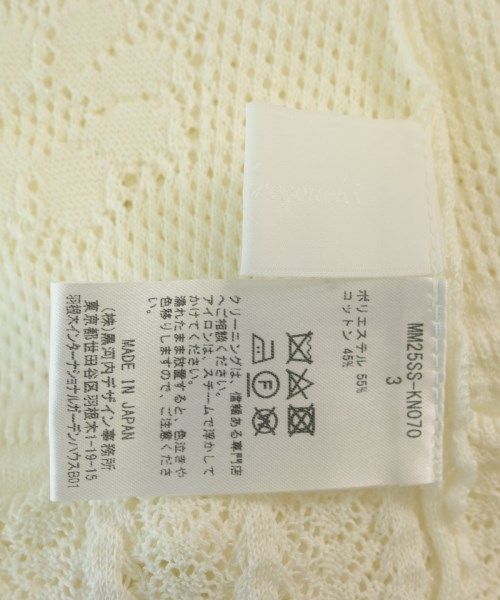 MM25SS-KN070
3
ポリエステル 55%
コットン 45%
クリーニングは、信頼ある専門店
へご相談ください。
アイロンは、スチームで浮かして
かけてください。
濡れたまま放置すると、色泣きや
色移りしますので、ご注意くださ
い。
MADE IN JAPAN
(株)黒河内デザイン事務所
東京都世田谷区羽根木1-19-15
羽根木インターナショナルガーデンハウスB01